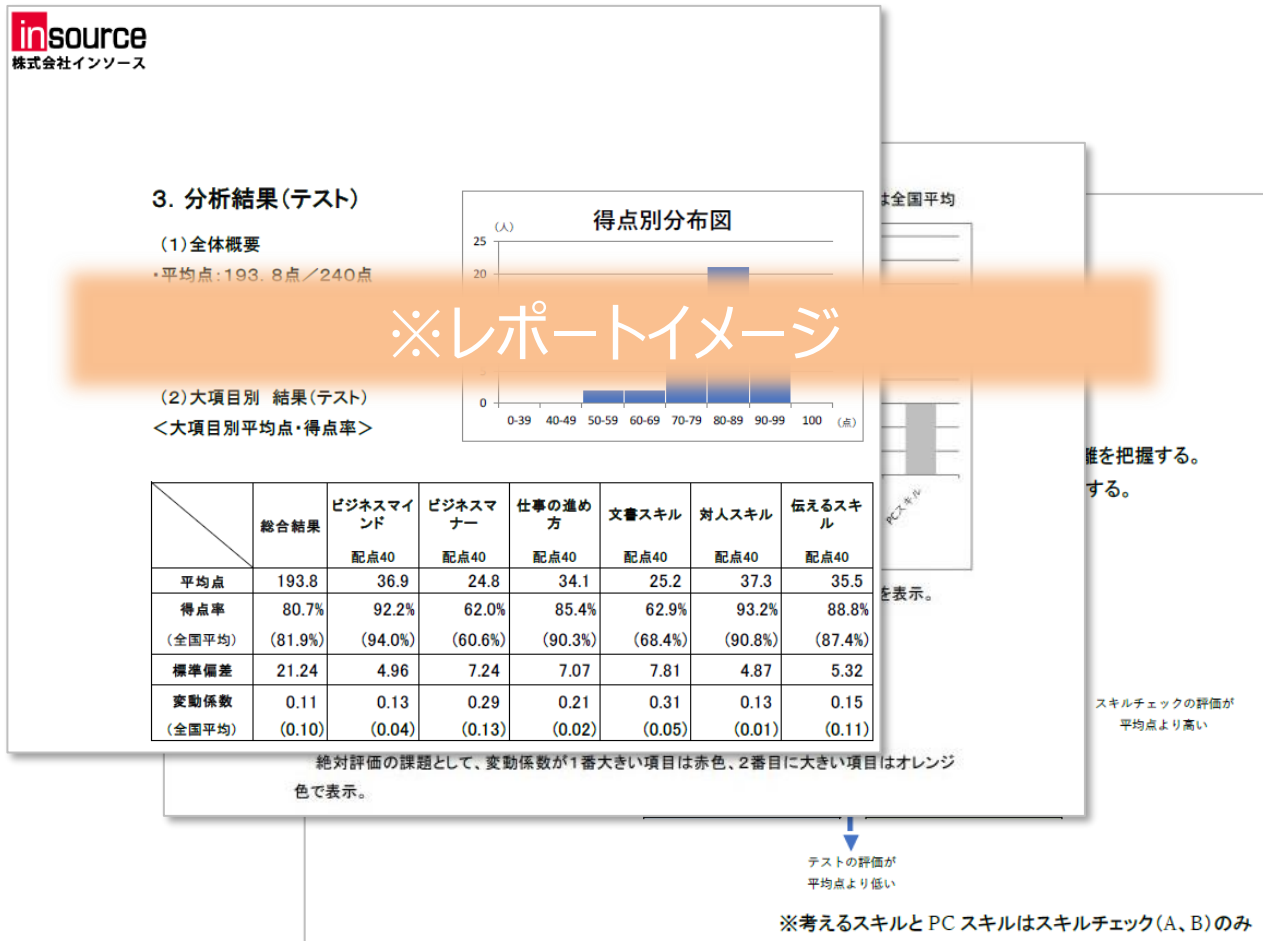 insource
株式会社インソース
3．分析結果（テスト）
（1）全体概要
・平均点：193．8点／240点
得点別分布図
（人）
25
20
0
0-39 40-49 50-59 60-69 70-79 80-89 90-99 100 （点）
※レポートイメージ
（2）大項目別　結果（テスト）
＜大項目別平均点・得点率＞
総合結果 ビジネスマインド 配点40 ビジネスマナー 配点40 仕事の進め方 配点40 文書スキル 配点40 対人スキル 配点40 伝えるスキル 配点40
平均点 193.8 36.9 24.8 34.1 25.2 37.3 35.5
得点率 80.7% 92.2% 62.0% 85.4% 62.9% 93.2% 88.8%
（全国平均） (81.9%) (94.0%) (60.6%) (90.3%) (68.4%) (90.8%) (87.4%)
標準偏差 21.24 4.96 7.24 7.07 7.81 4.87 5.32
変動係数 0.11 0.13 0.29 0.21 0.31 0.13 0.15
（全国平均） (0.10) (0.04) (0.13) (0.02) (0.05) (0.01) (0.11)
は全国平均
PCスキル
を表示。
絶対評価の課題として、変動係数が1番大きい項目は赤色、2番目に大きい項目はオレンジ
色で表示。
離を把握する。
する。
スキルチェックの評価が
平均点より高い
テストの評価が
平均点より低い
※考えるスキルと PC スキルはスキルチェック（A、B）のみ